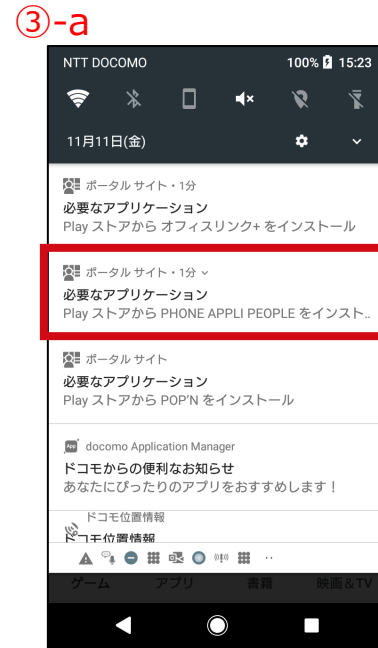 ③-a
NTT DOCOMO 100% 15:23
11月11日(金)
ポータル サイト・1分
必要なアプリケーション
Play ストアから オフィスリンク+ をインストール
ポータル サイト・1分
必要なアプリケーション
Play ストアから PHONE APPLI PEOPLE をインスト..
ポータル サイト
必要なアプリケーション
Play ストアから POP'N をインストール
App docomo Application Manager
ドコモからの便利なお知らせ
あなたにぴったりのアプリをおすすめします！
ドコモ位置情報
ドコモ位置情報
ゲーム アプリ 書籍 映画&TV